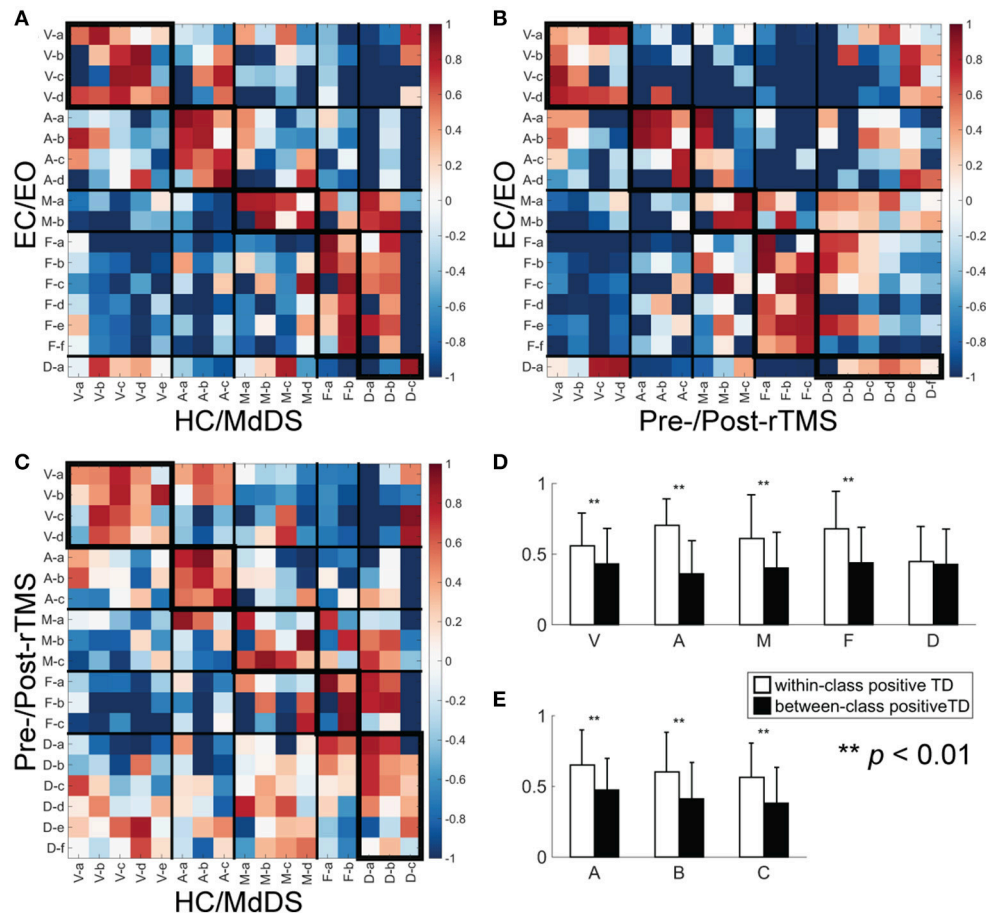 A
V-a
V-b
V-c
V-d
A-a
A-b
A-c
A-d
M-a
M-b
F-a
F-b
F-c
F-d
F-e
F-f
D-a
EC/EO
V-a V-b V-c V-d V-e A-a A-b A-c M-a M-b M-c M-d F-a F-b D-a D-b D-c
HC/MdDS
1
0.8
0.6
0.4
0.2
0
-0.2
-0.4
-0.6
-0.8
-1
B
V-a
V-b
V-c
V-d
A-a
A-b
A-c
A-d
M-a
M-b
F-a
F-b
F-c
F-d
F-e
F-f
D-a
EC/EO
V-a V-b V-c V-d A-a A-b A-c M-a M-b M-c F-a F-b F-c D-a D-b D-c D-d D-e D-f
Pre-/Post-rTMS
1
0.8
0.6
0.4
0.2
0
-0.2
-0.4
-0.6
-0.8
-1
C
V-a
V-b
V-c
V-d
A-a
A-b
A-c
M-a
M-b
M-c
F-a
F-b
F-c
D-a
D-b
D-c
D-d
D-e
D-f
Pre-/Post-rTMS
V-a V-b V-c V-d V-e A-a A-b A-c M-a M-b M-c M-d F-a F-b D-a D-b D-c
HC/MdDS
1
0.8
0.6
0.4
0.2
0
-0.2
-0.4
-0.6
-0.8
-1
D
** ** ** **
1
0.5
0
V A M F D
within-class positive TD
between-class positiveTD
** p < 0.01
E
** ** **
1
0.5
0
A B C